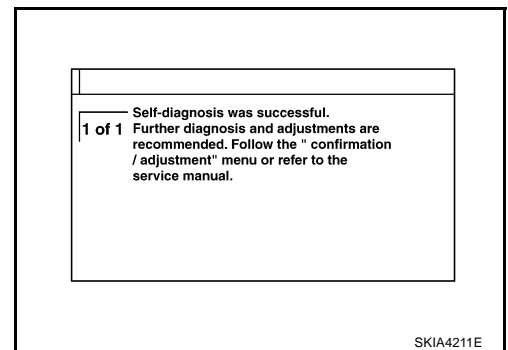 Self-diagnosis was successful.
1 of 1 Further diagnosis and adjustments are
recommended. Follow the " confirmation
/ adjustment" menu or refer to the
service manual.
SKIA4211E